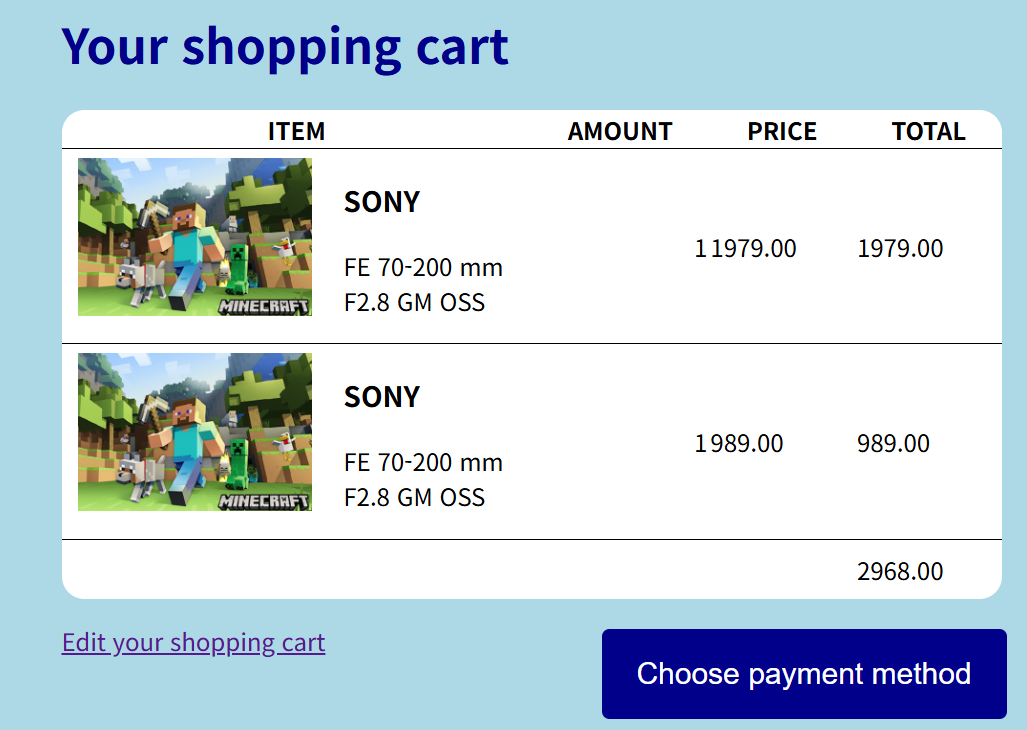 Your shopping cart
ITEM AMOUNT PRICE TOTAL
MINECRAFT
SONY
FE 70-200 mm
F2.8 GM OSS
1 1979.00 1979.00
MINECRAFT
SONY
FE 70-200 mm
F2.8 GM OSS
1 989.00 989.00
2968.00
Edit your shopping cart
Choose payment method